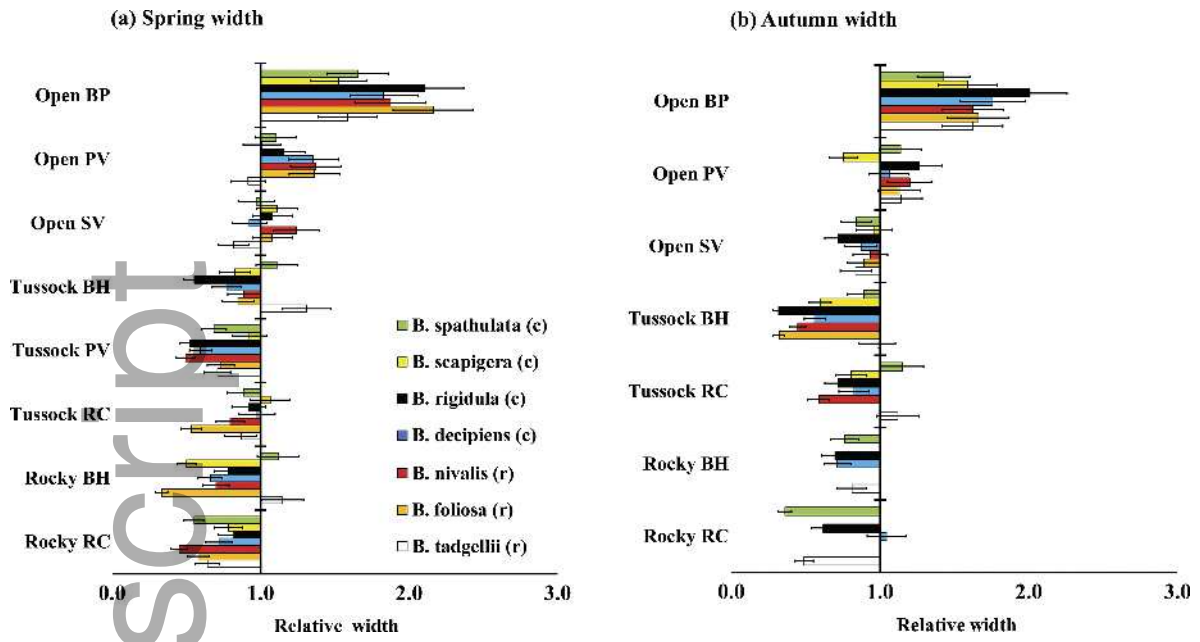 (a) Spring width
Open BP
Open PV
Open SV
Tussock BH
Tussock PV
Tussock RC
Rocky BH
Rocky RC
B. spathulata (c)
B. scapigera (c)
B. rigidula (c)
B. decipiens (c)
B. nivalis (r)
B. foliosa (r)
B. tadgellii (r)
0.0 1.0 2.0 3.0
Relative width
(b) Autumn width
Open BP
Open PV
Open SV
Tussock BH
Tussock RC
Rocky BH
Rocky RC
0.0 1.0 2.0 3.0
Relative width
script